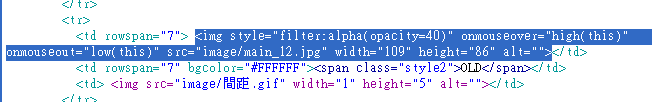 </tr>
<tr>
<td rowspan="7"> <img style="filter:alpha(opacity=40)" onmouseover="high(this)"
onmouseout="low(this)" src="image/main_12.jpg" width="109" height="86" alt=""></td>
<td rowspan="7" bgcolor="#FFFFFF"><span class="style2">OLD</span></td>
<td> <img src="image/間距.gif" width="1" height="5" alt=""></td>
</tr>